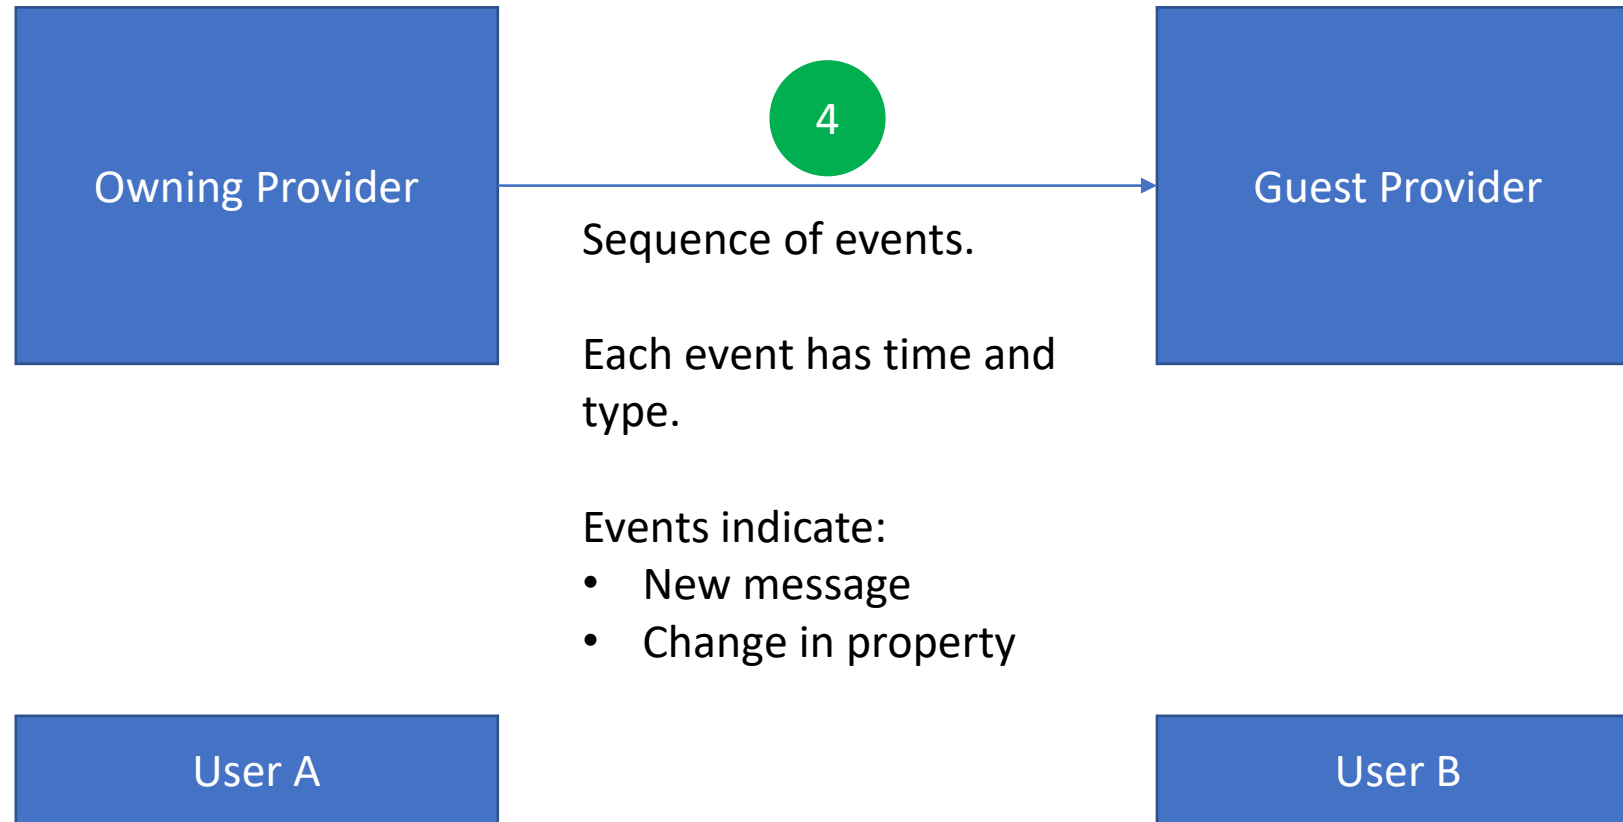 4
Owning Provider
Guest Provider
Sequence of events.
Each event has time and
type.
Events indicate:
• New message
• Change in property
User A
User B